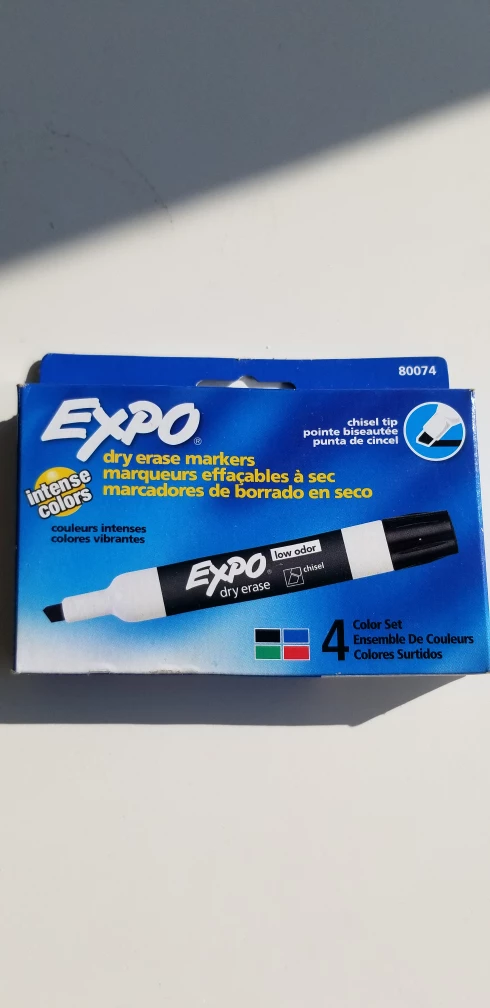 80074
EXPO®
chisel tip
pointe biseautée
punta de cincel
dry erase markers
marqueurs effaçables à sec
marcadores de borrado en seco
intense
colors
couleurs intenses
colores vibrantes
EXPO® low odor
dry erase chisel
4 Color Set
Ensemble De Couleurs
Colores Surtidos